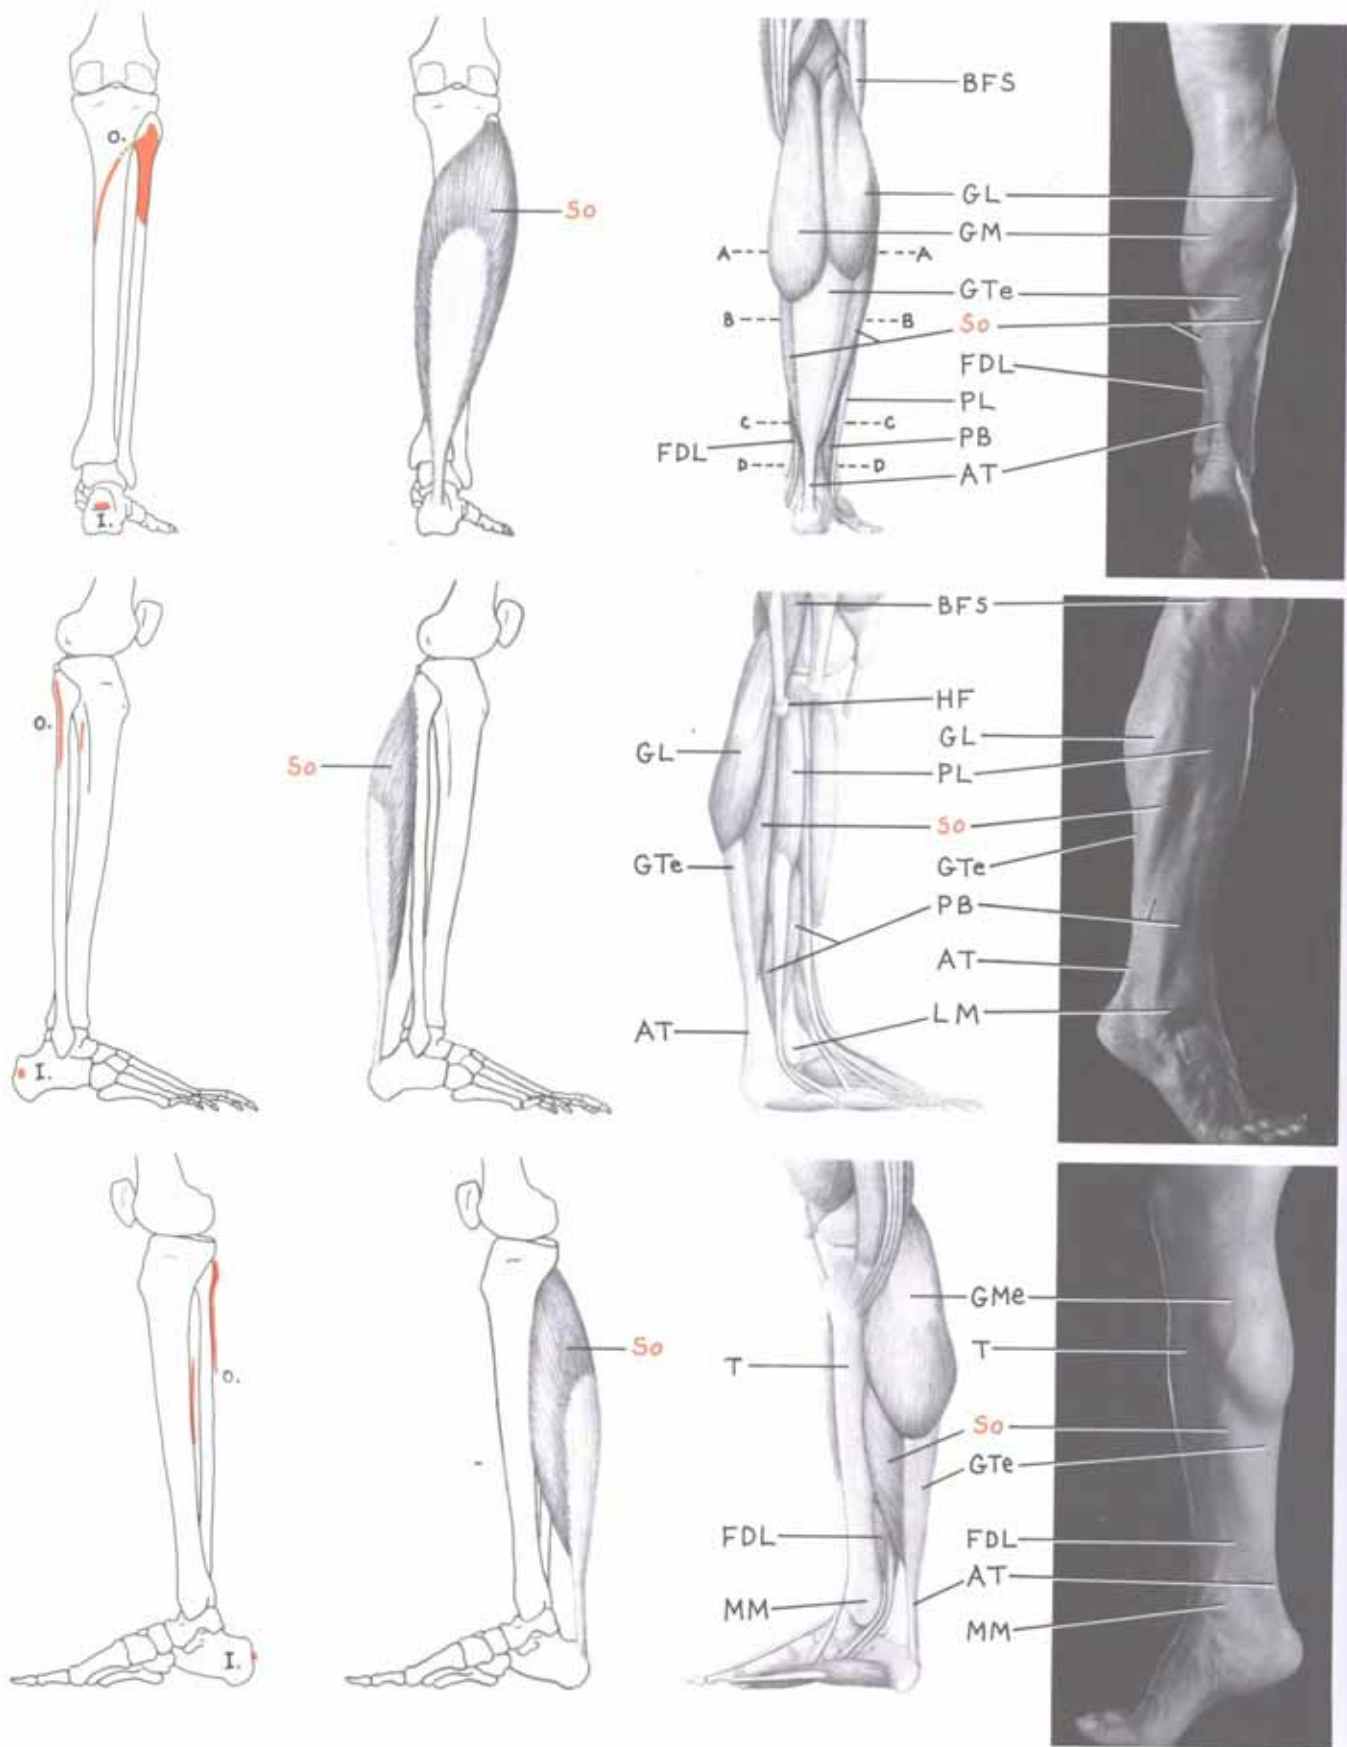 O.
I.
So
BFS
GL
GM
A A
GTe
B B
So
FDL
PL
C C
PB
FDL
D D
AT
O.
I.
So
BFS
HF
GL GL
PL
So
GTe GTe
PB
AT
AT
LM
O.
I.
So
GMe
T T
So
GTe
FDL FDL
AT
MM MM